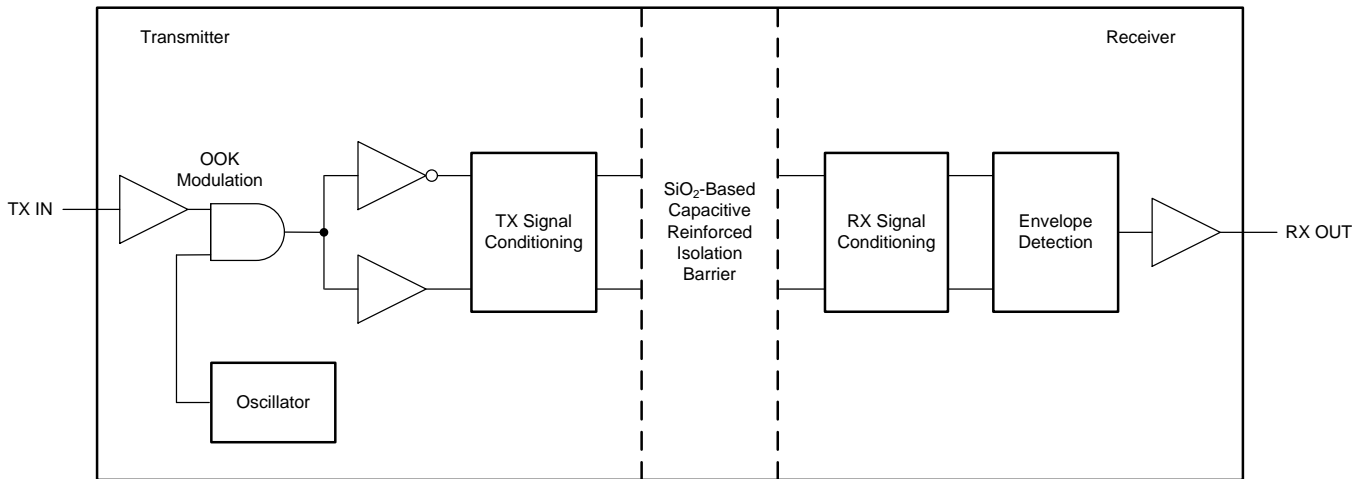 Transmitter
Receiver
OOK
Modulation
TX IN
TX Signal
Conditioning
SiO₂-Based
Capacitive
Reinforced
Isolation
Barrier
RX Signal
Conditioning
Envelope
Detection
RX OUT
Oscillator